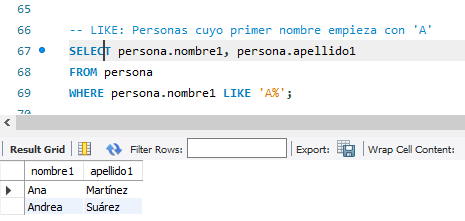 65
66 -- LIKE: Personas cuyo primer nombre empieza con 'A'
67 SELECT persona.nombre1, persona.apellido1
68 FROM persona
69 WHERE persona.nombre1 LIKE 'A%';
70
Result Grid Filter Rows: Export: Wrap Cell Content:
nombre1 apellido1
Ana Martínez
Andrea Suárez